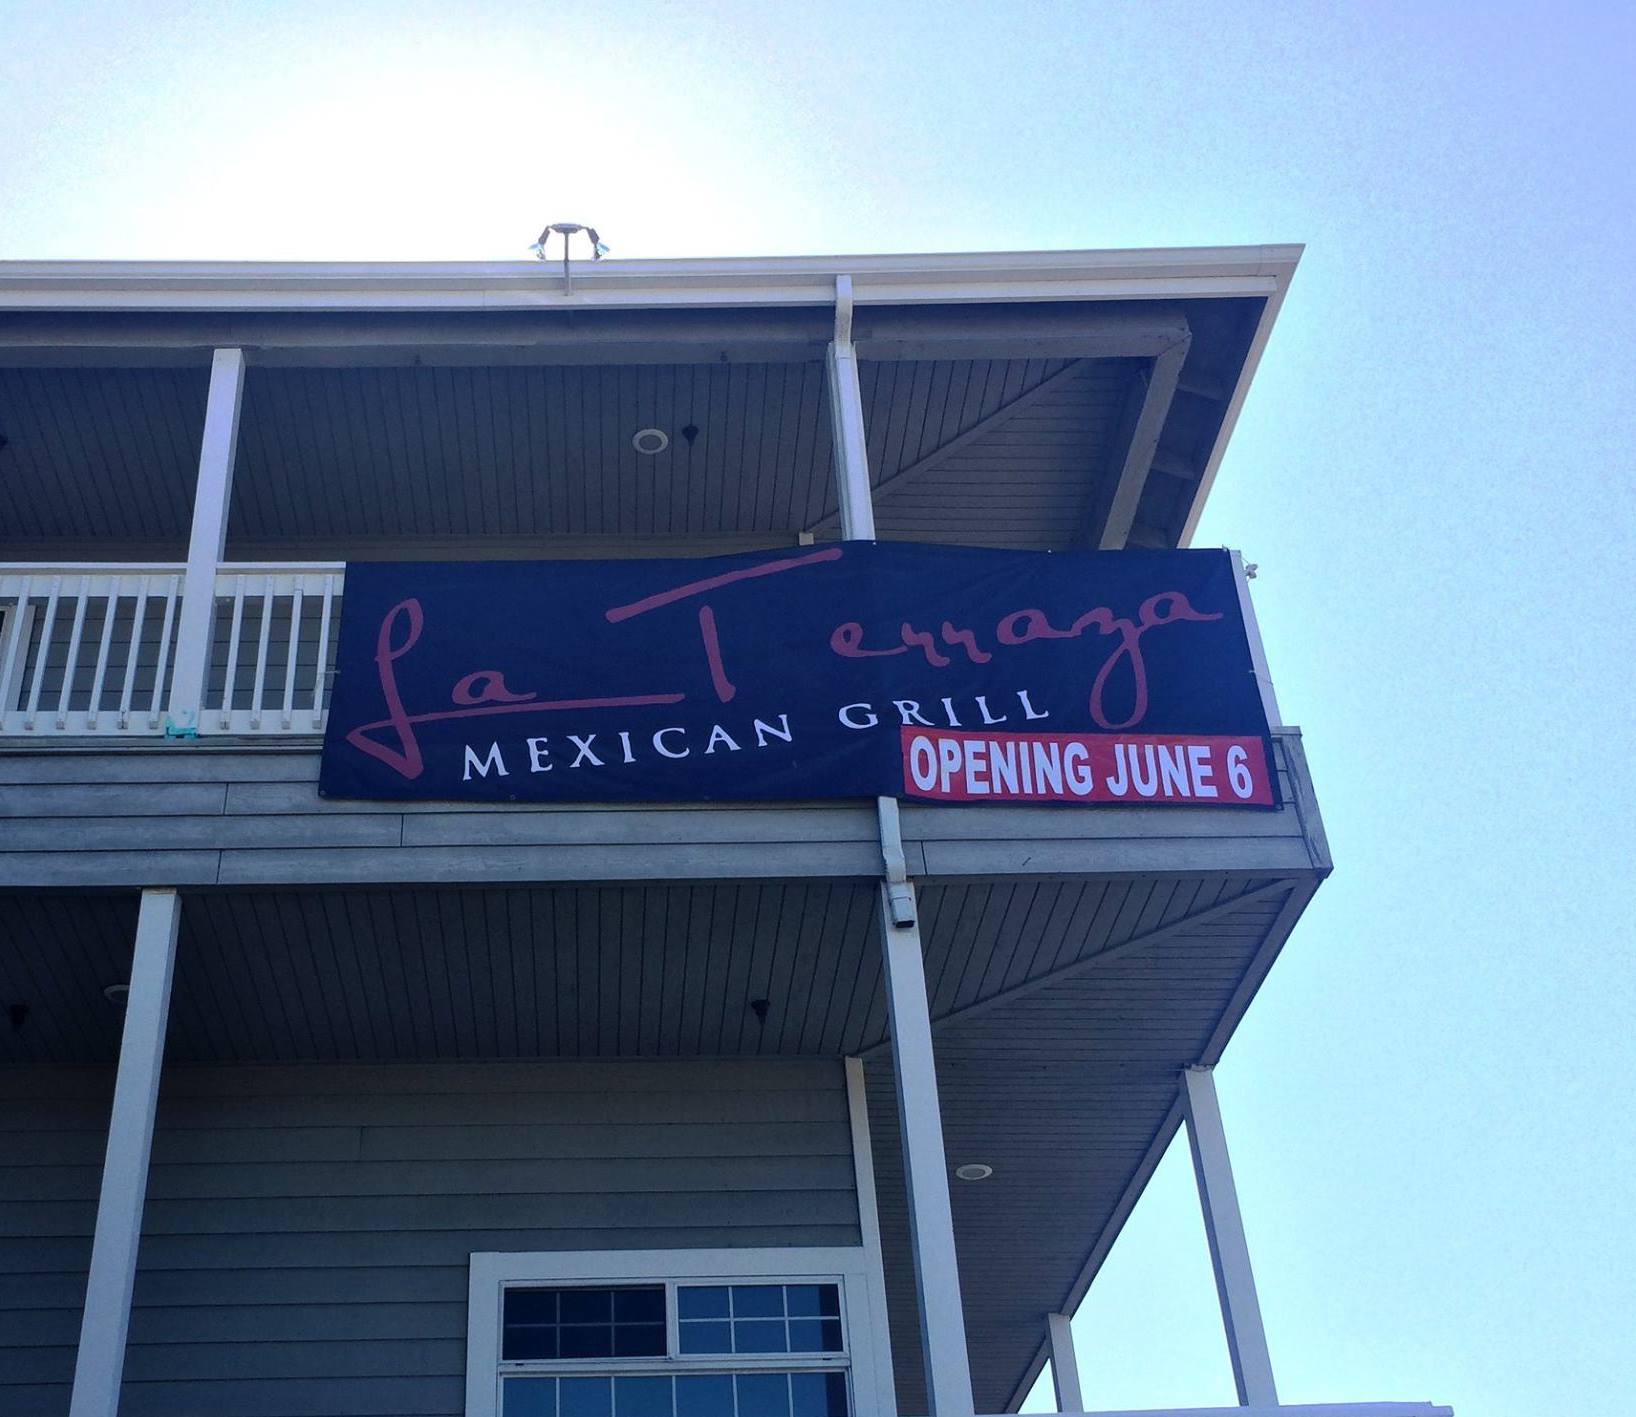 La Terraza
MEXICAN GRILL
OPENING JUNE 6